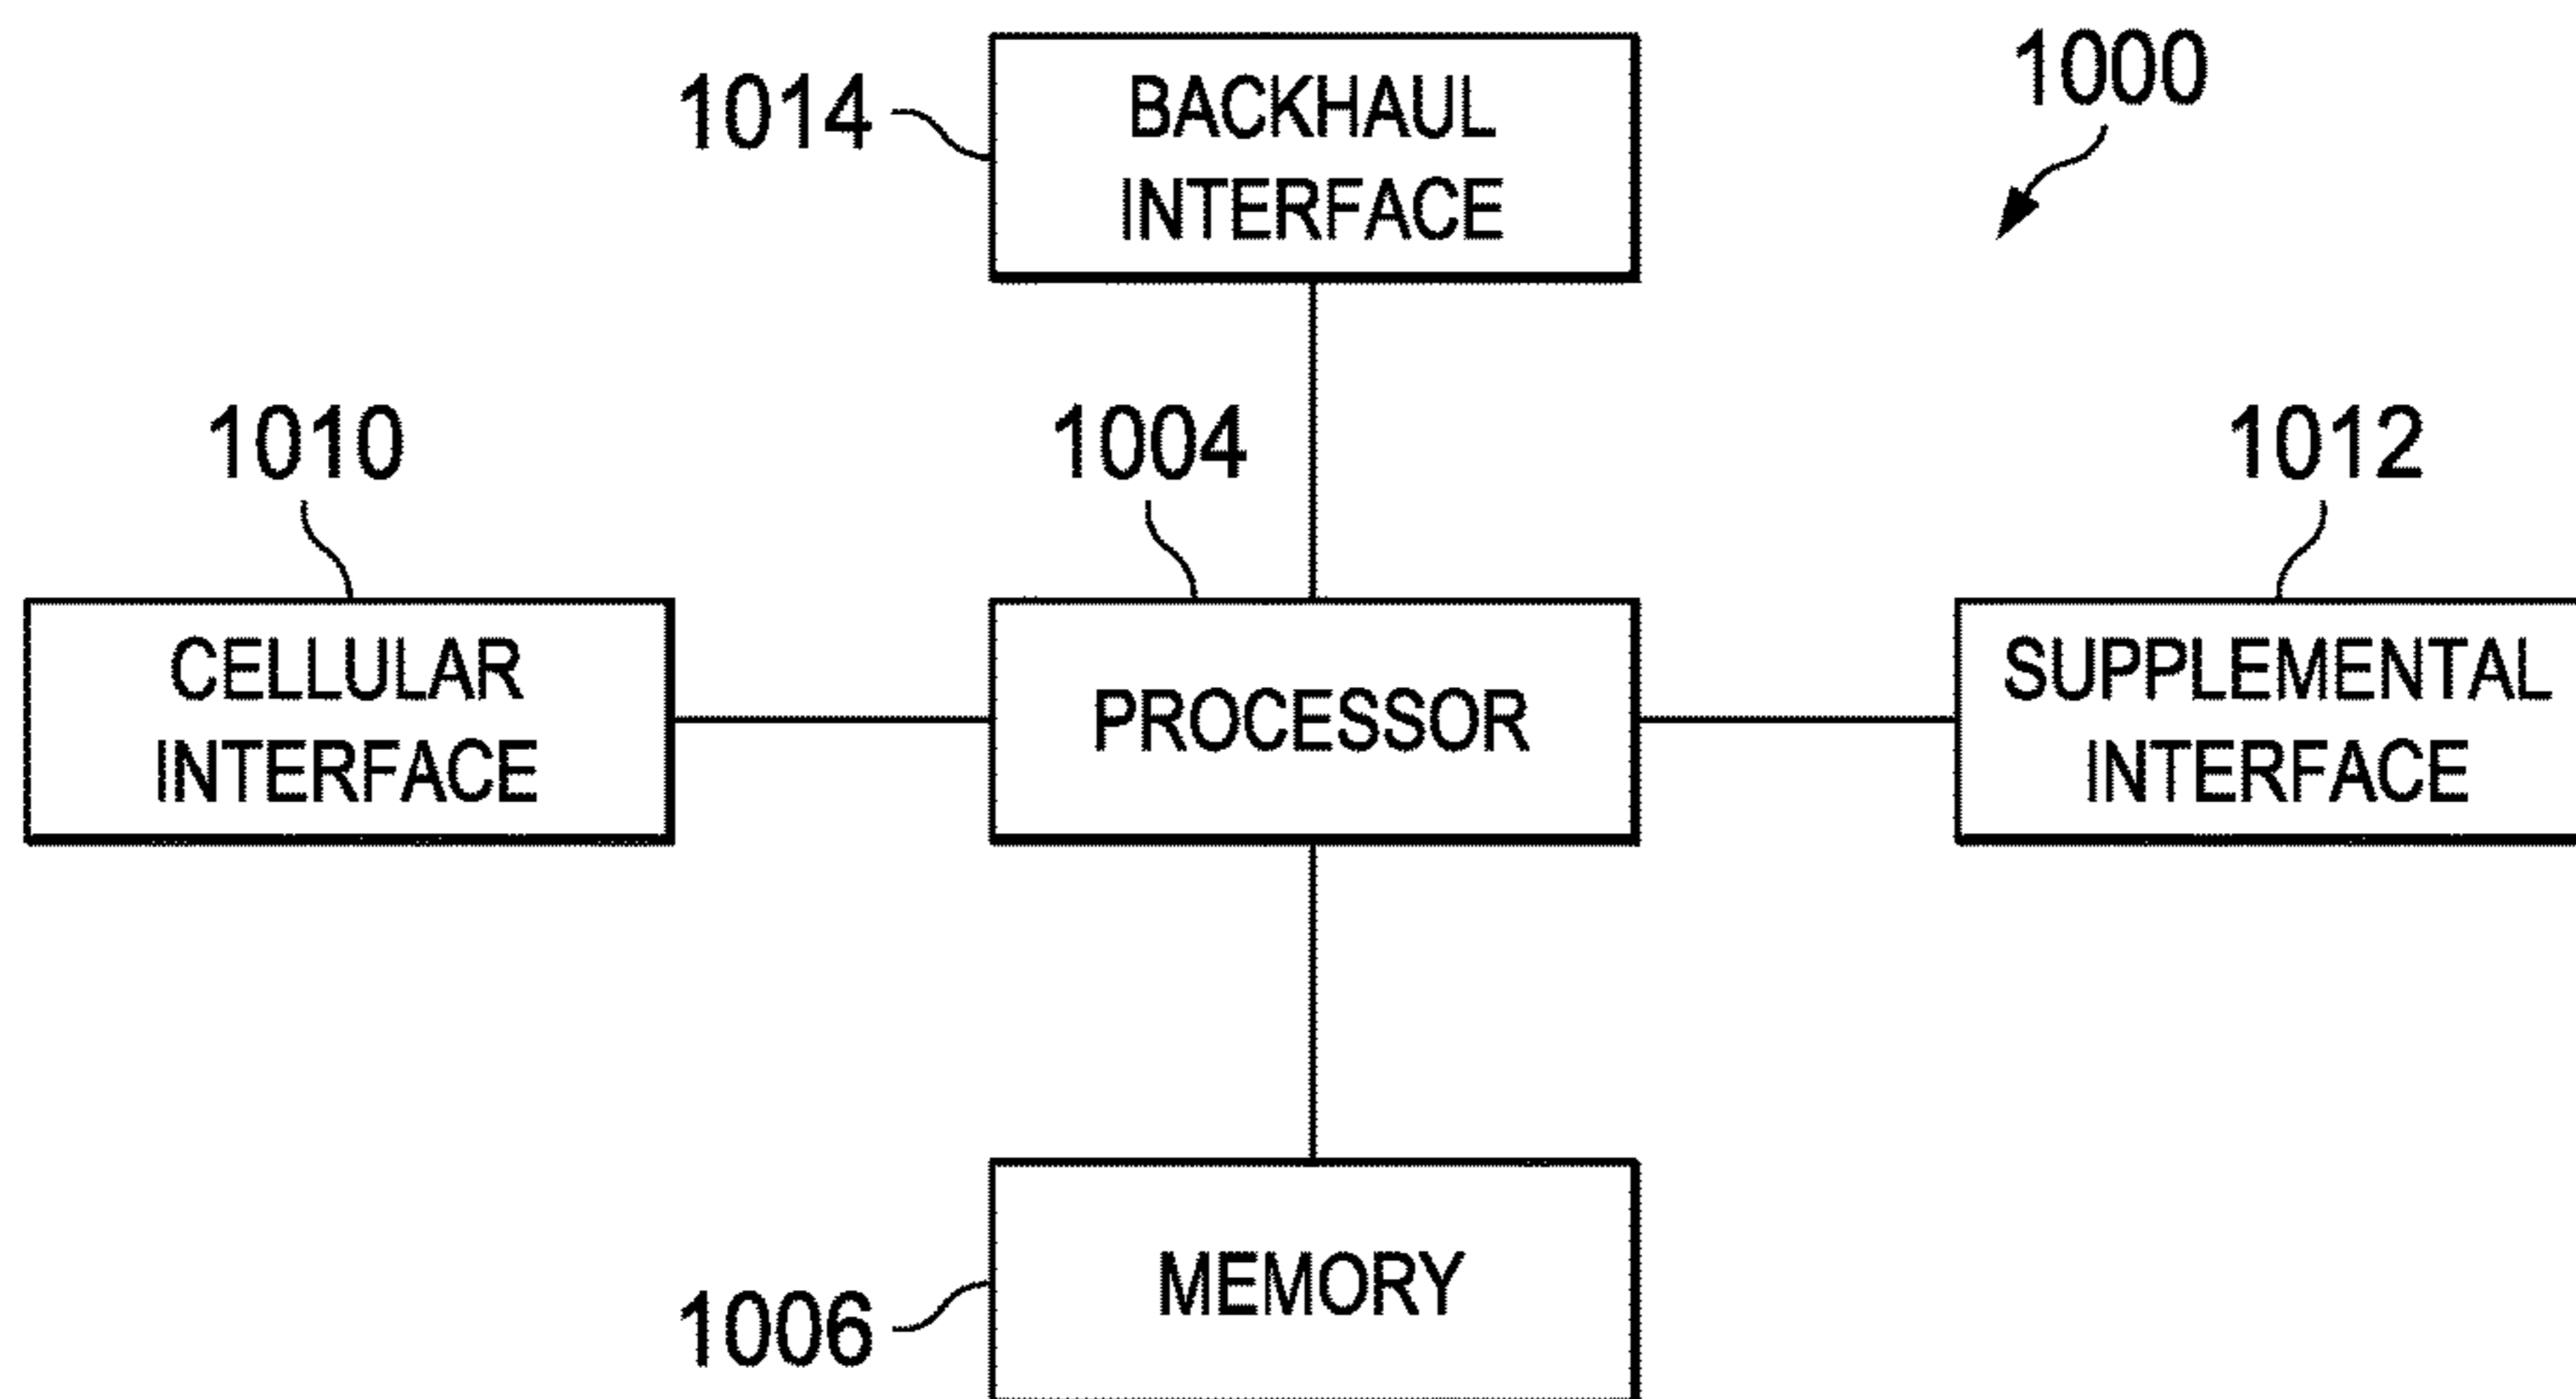 1000
1014
BACKHAUL
INTERFACE
1010
1004
1012
CELLULAR
INTERFACE
PROCESSOR
SUPPLEMENTAL
INTERFACE
1006
MEMORY